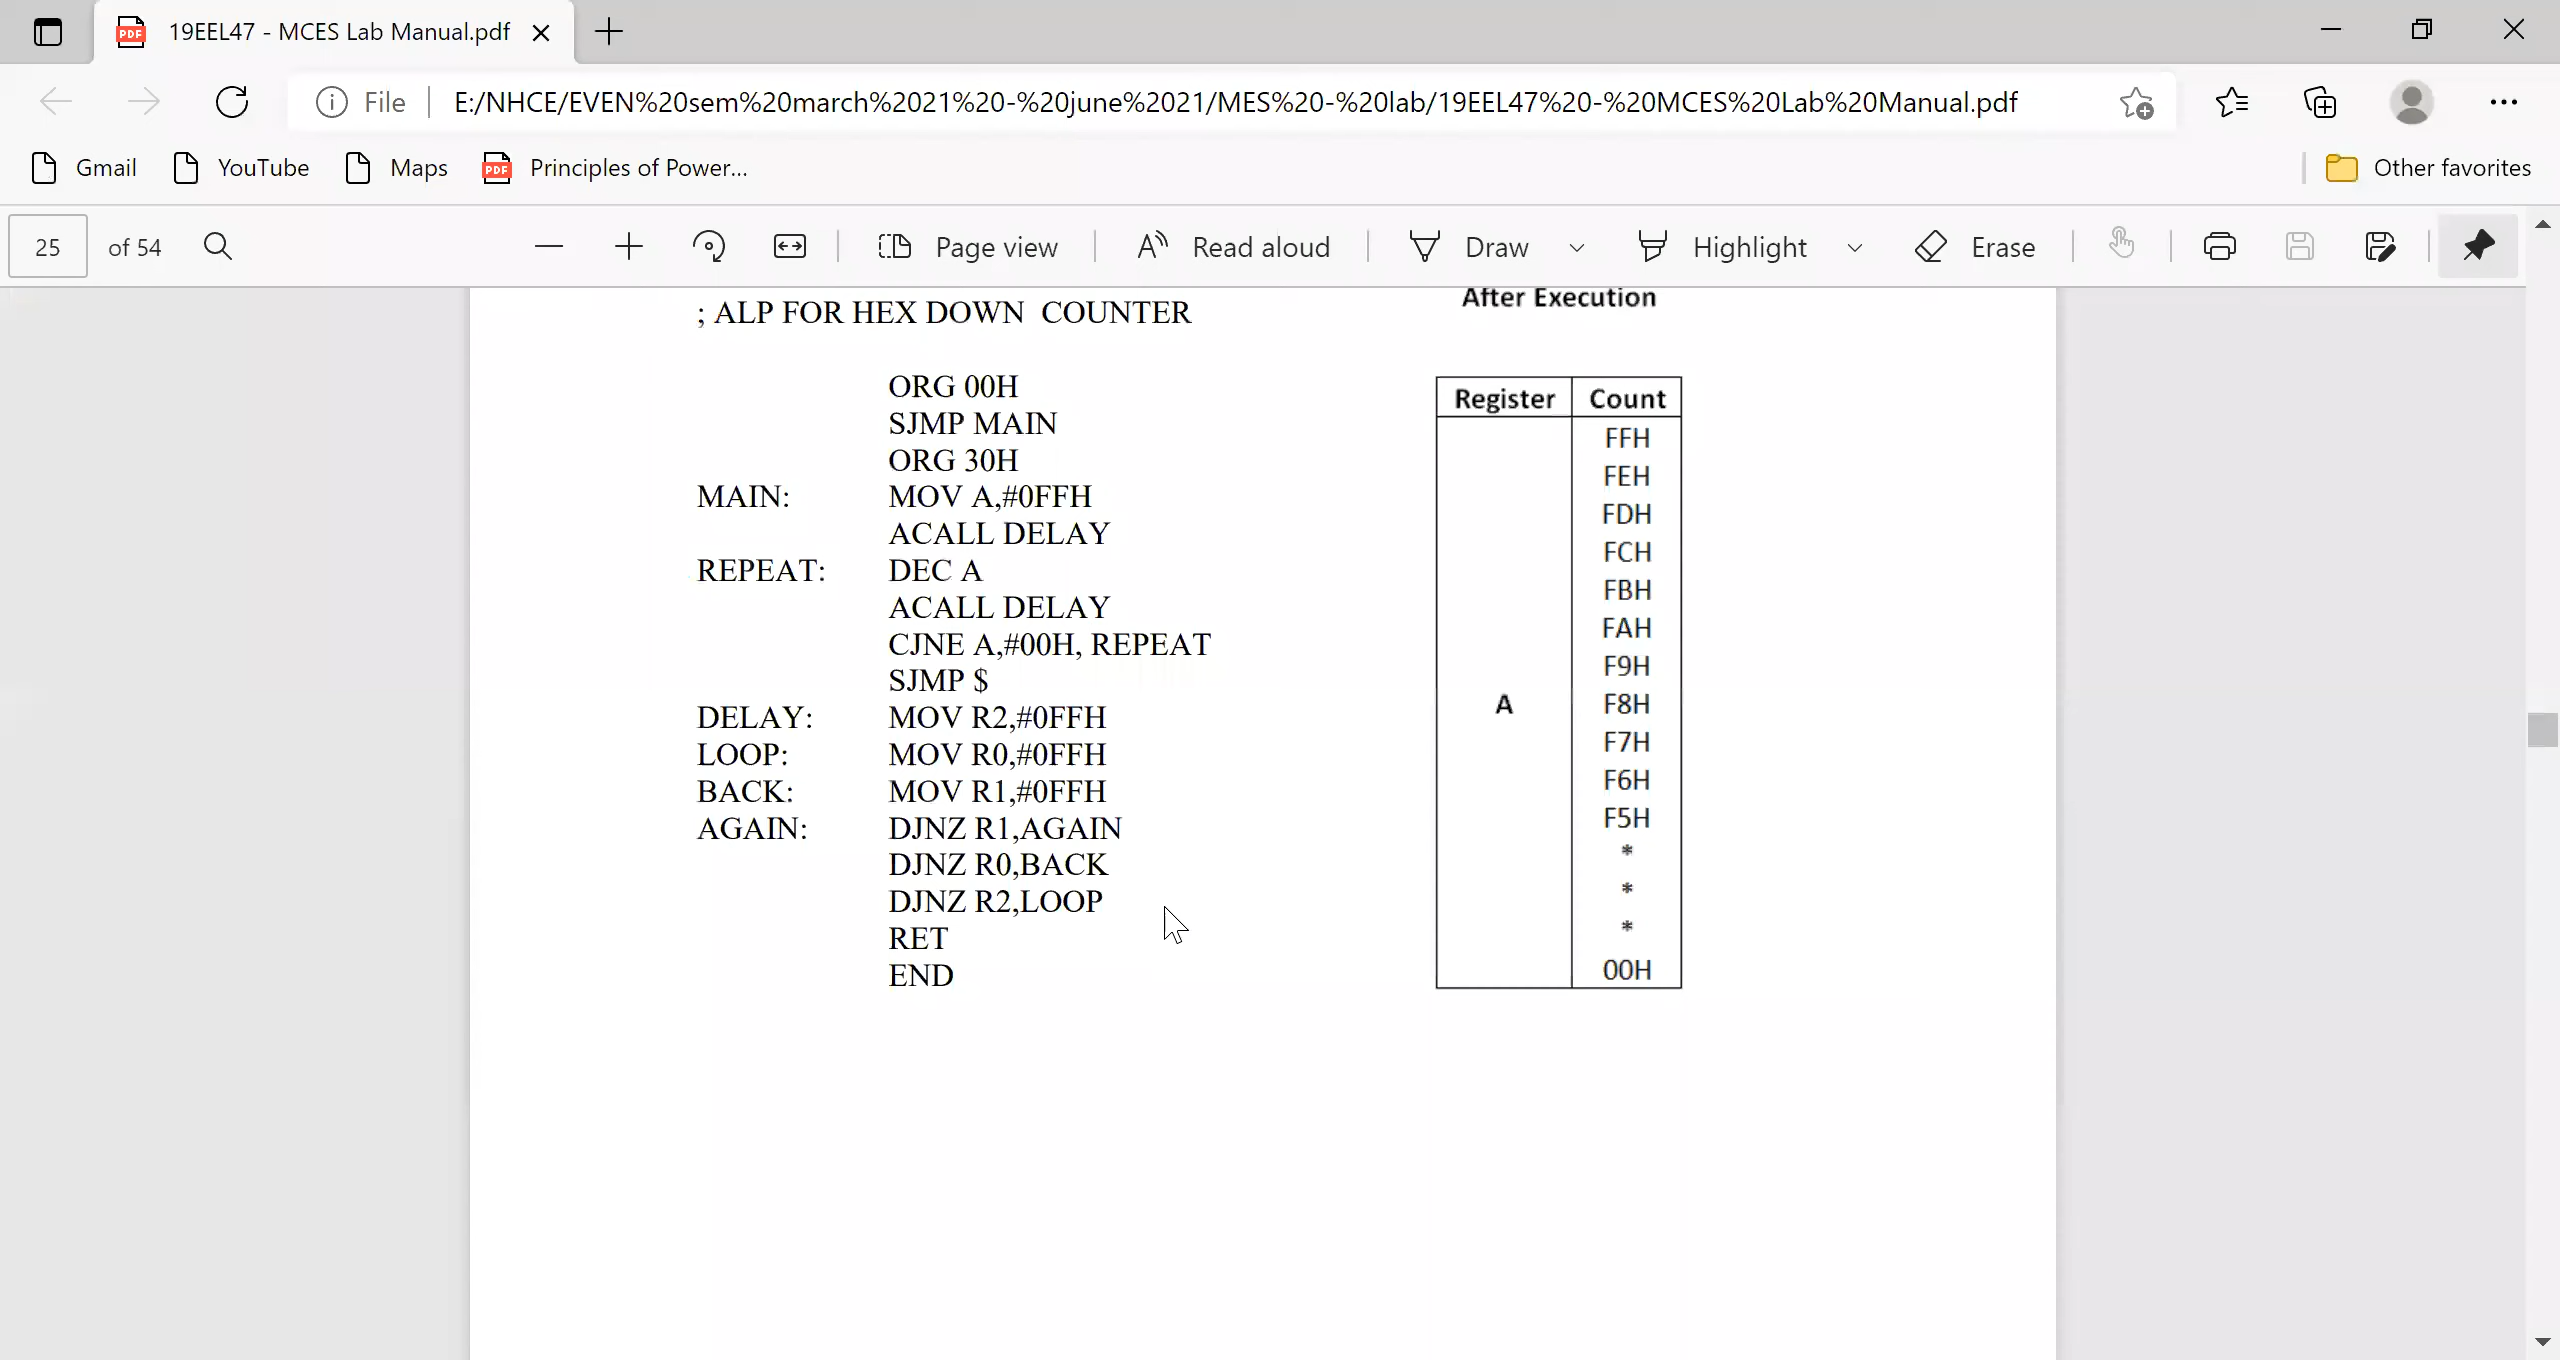 19EEL47 - MCES Lab Manual.pdf
File E:/NHCE/EVEN%20sem%20march%2021%20-%20june%2021/MES%20-%20lab/19EEL47%20-%20MCES%20Lab%20Manual.pdf
Gmail YouTube Maps PDF Principles of Power... Other favorites
25 of 54 Page view Read aloud Draw Highlight Erase
After Execution
; ALP FOR HEX DOWN COUNTER
ORG 00H
SJMP MAIN
ORG 30H
MAIN: MOV A,#0FFH
ACALL DELAY
REPEAT: DEC A
ACALL DELAY
CJNE A,#00H, REPEAT
SJMP $
DELAY: MOV R2,#0FFH
LOOP: MOV R0,#0FFH
BACK: MOV R1,#0FFH
AGAIN: DJNZ R1,AGAIN
DJNZ R0,BACK
DJNZ R2,LOOP
RET
END
Register Count
FFH
FEH
FDH
FCH
FBH
FAH
F9H
A F8H
F7H
F6H
F5H
*
*
*
00H